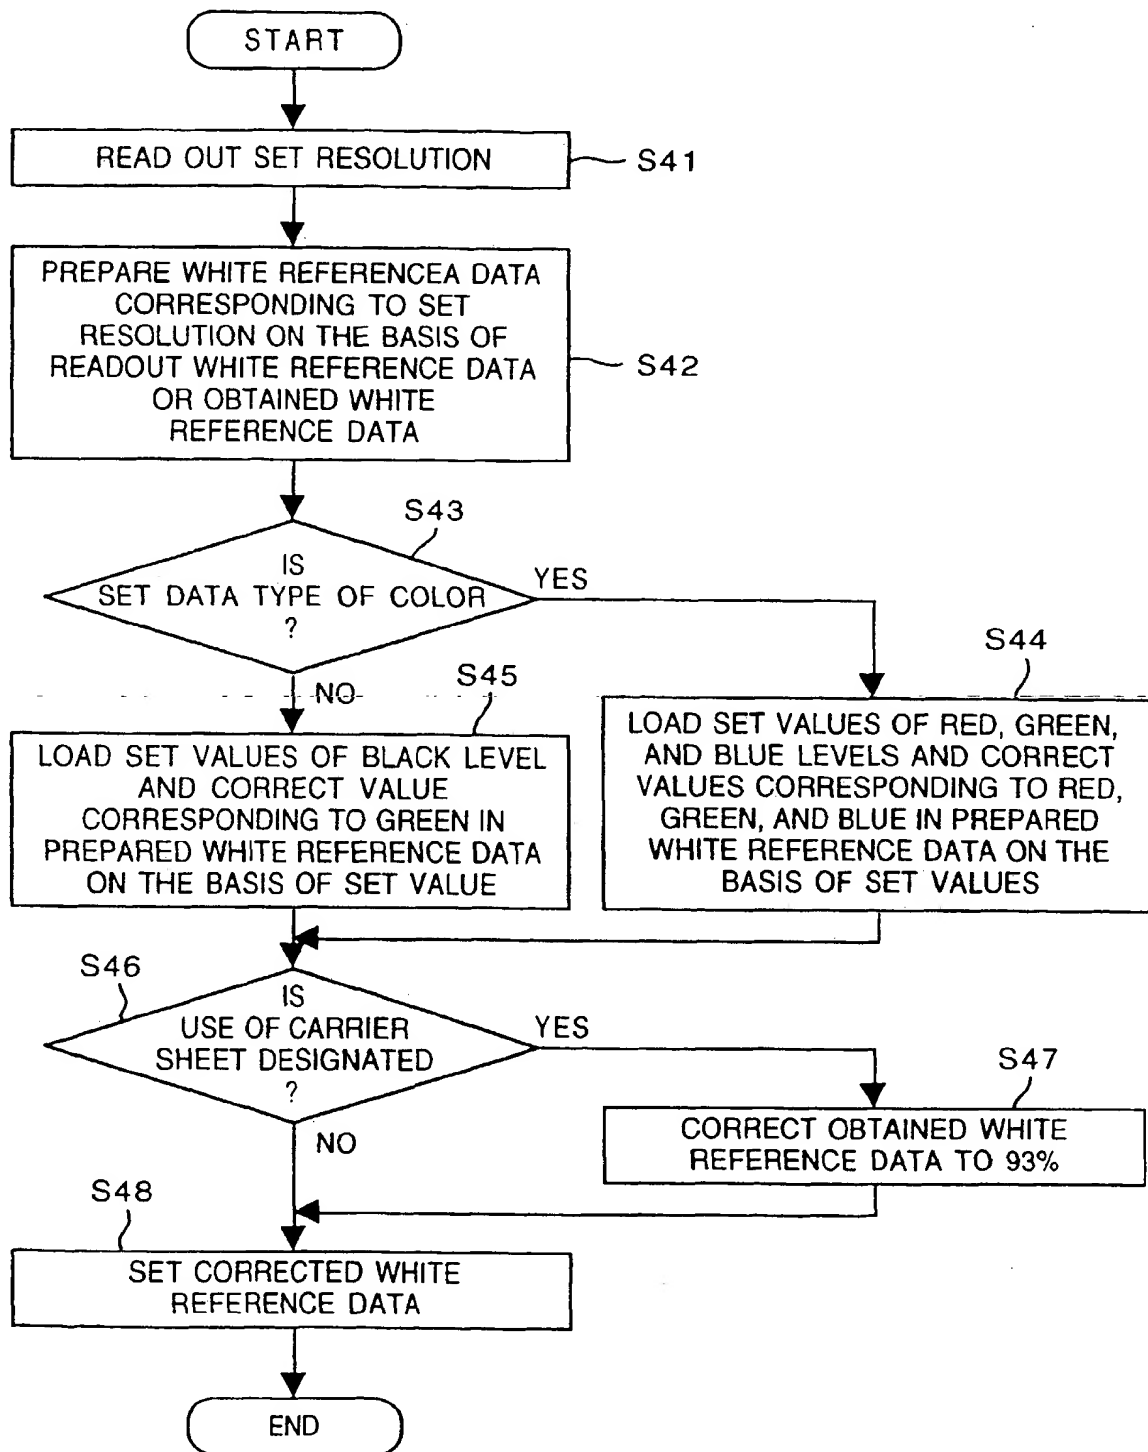 START
READ OUT SET RESOLUTION
S41
PREPARE WHITE REFERENCEA DATA
CORRESPONDING TO SET
RESOLUTION ON THE BASIS OF
READOUT WHITE REFERENCE DATA
OR OBTAINED WHITE
REFERENCE DATA
S42
S43
IS
SET DATA TYPE OF COLOR
?
YES
NO
S45
LOAD SET VALUES OF BLACK LEVEL
AND CORRECT VALUE
CORRESPONDING TO GREEN IN
PREPARED WHITE REFERENCE DATA
ON THE BASIS OF SET VALUE
S44
LOAD SET VALUES OF RED, GREEN,
AND BLUE LEVELS AND CORRECT
VALUES CORRESPONDING TO RED,
GREEN, AND BLUE IN PREPARED
WHITE REFERENCE DATA ON THE
BASIS OF SET VALUES
S46
IS
USE OF CARRIER
SHEET DESIGNATED
?
YES
NO
S47
CORRECT OBTAINED WHITE
REFERENCE DATA TO 93%
S48
SET CORRECTED WHITE
REFERENCE DATA
END